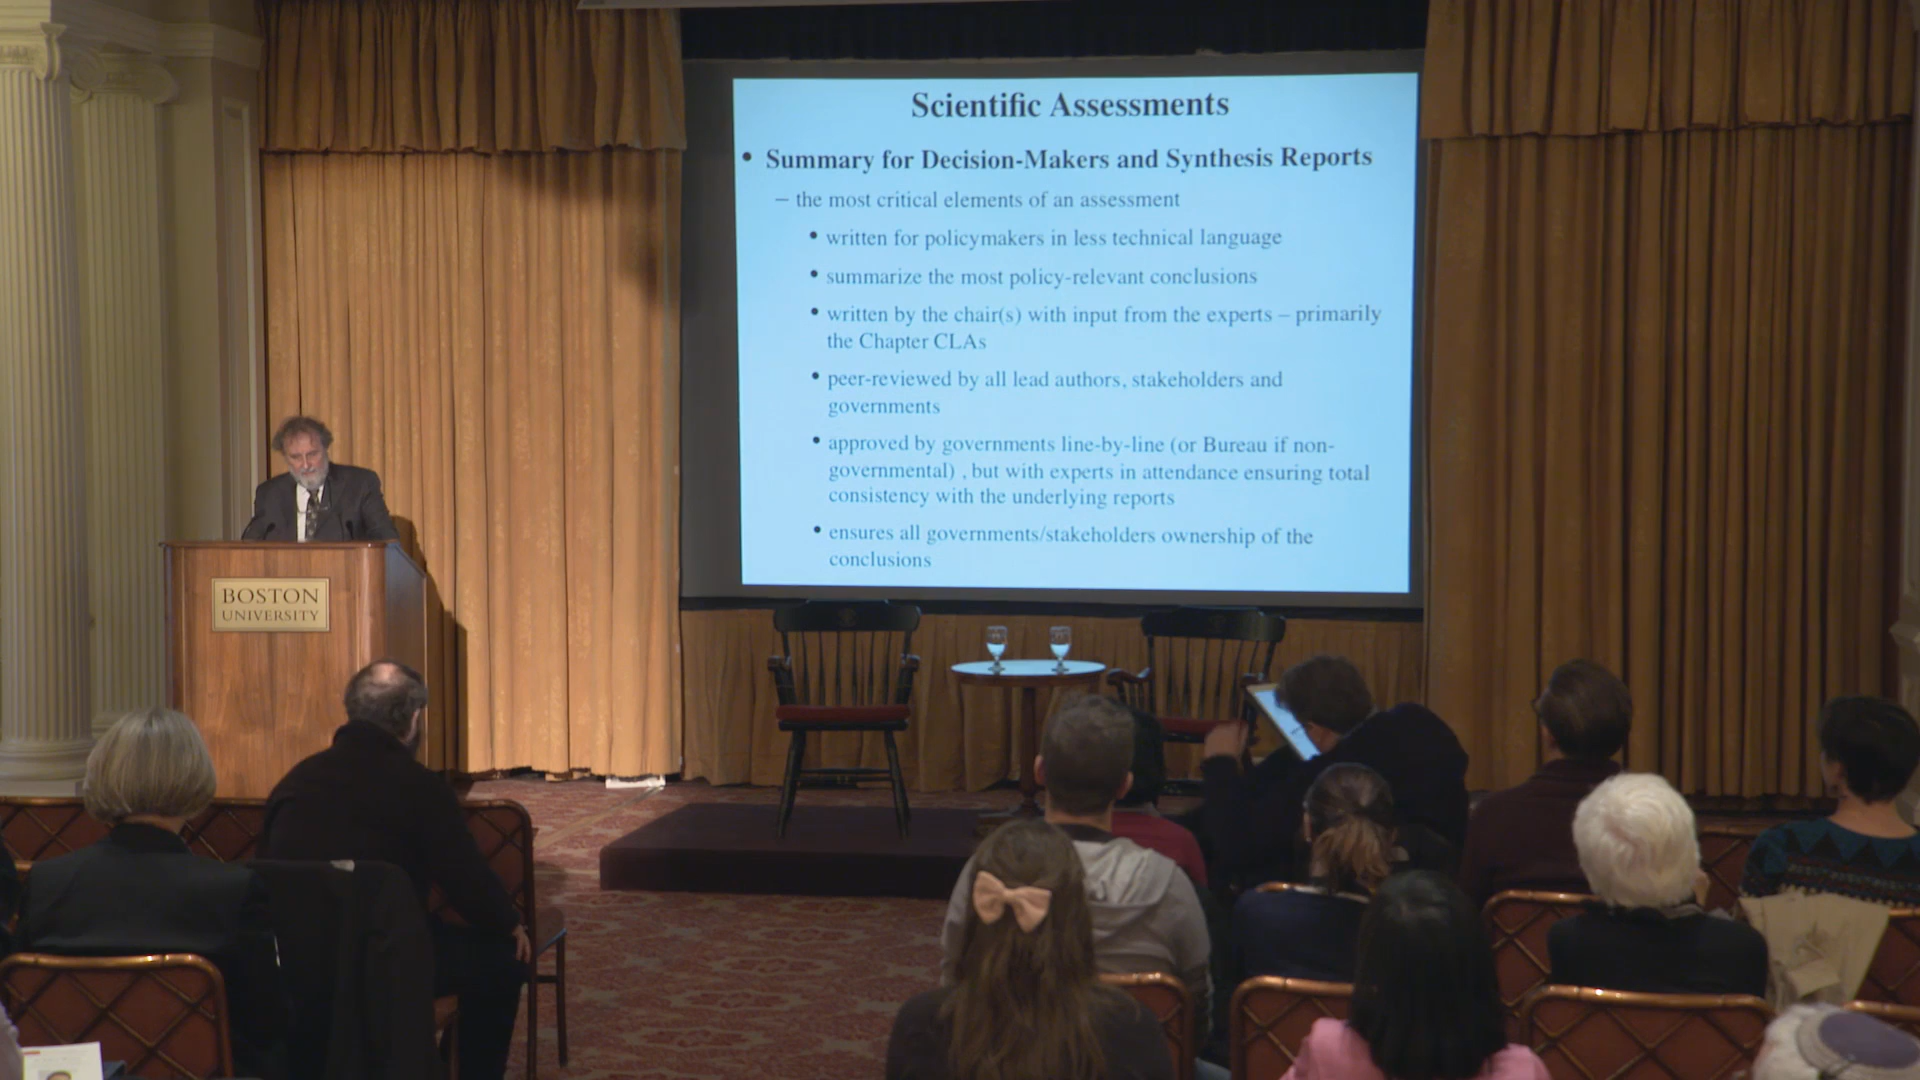 Scientific Assessments
• Summary for Decision-Makers and Synthesis Reports
– the most critical elements of an assessment
• written for policymakers in less technical language
• summarize the most policy-relevant conclusions
• written by the chair(s) with input from the experts – primarily
the Chapter CLAs
• peer-reviewed by all lead authors, stakeholders and
governments
• approved by governments line-by-line (or Bureau if non-
governmental) , but with experts in attendance ensuring total
consistency with the underlying reports
• ensures all governments/stakeholders ownership of the
conclusions
BOSTON
UNIVERSITY